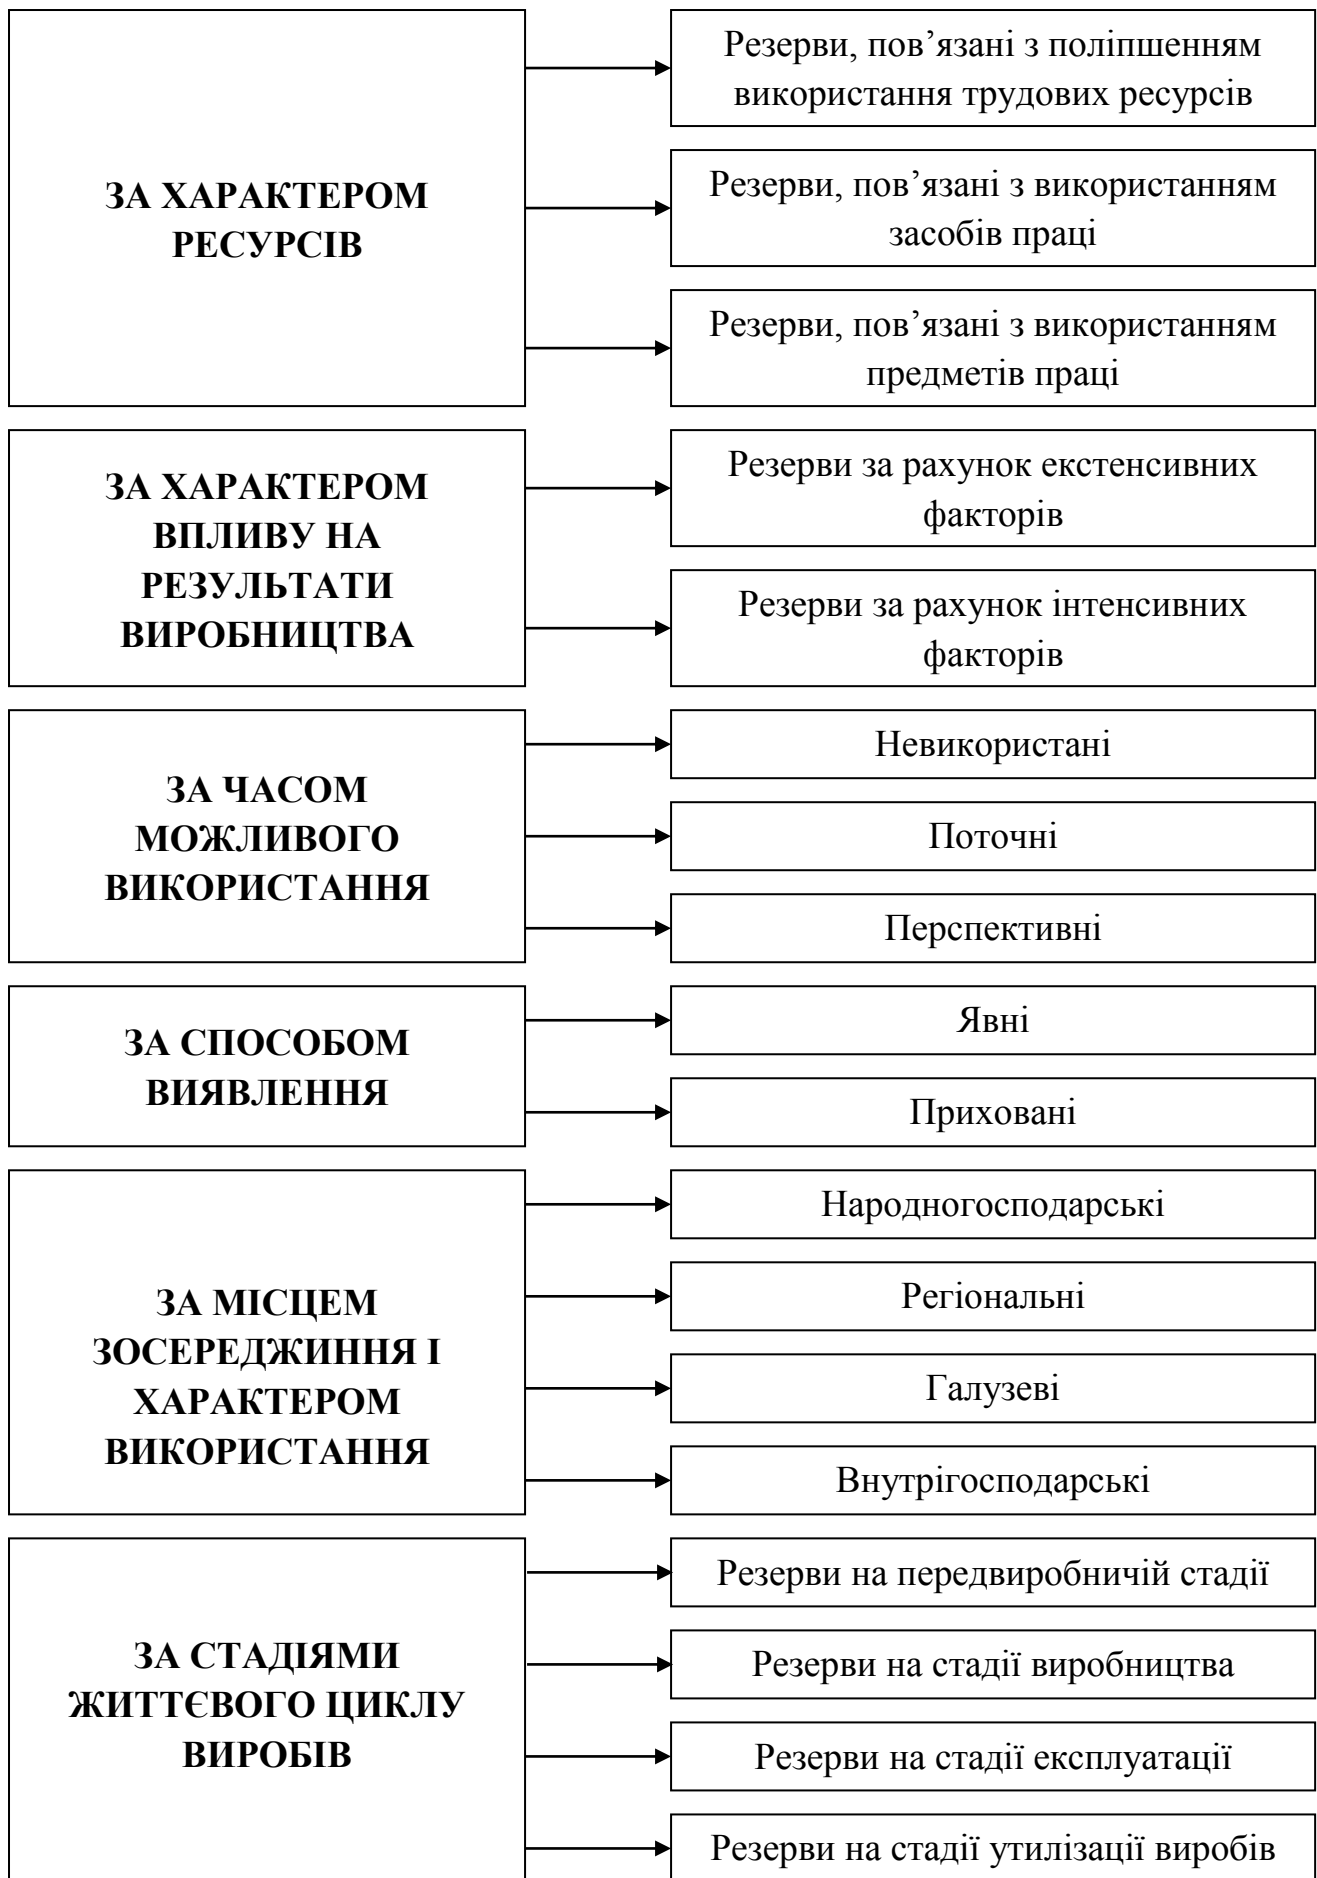 ЗА ХАРАКТЕРОМ
РЕСУРСІВ
Резерви, пов’язані з поліпшенням
використання трудових ресурсів
Резерви, пов’язані з використанням
засобів праці
Резерви, пов’язані з використанням
предметів праці
ЗА ХАРАКТЕРОМ
ВПЛИВУ НА
РЕЗУЛЬТАТИ
ВИРОБНИЦТВА
Резерви за рахунок екстенсивних
факторів
Резерви за рахунок інтенсивних
факторів
ЗА ЧАСОМ
МОЖЛИВОГО
ВИКОРИСТАННЯ
Невикористані
Поточні
Перспективні
ЗА СПОСОБОМ
ВИЯВЛЕННЯ
Явні
Приховані
ЗА МІСЦЕМ
ЗОСЕРЕДЖИННЯ І
ХАРАКТЕРОМ
ВИКОРИСТАННЯ
Народногосподарські
Регіональні
Галузеві
Внутрігосподарські
ЗА СТАДІЯМИ
ЖИТТЄВОГО ЦИКЛУ
ВИРОБІВ
Резерви на передвиробничій стадії
Резерви на стадії виробництва
Резерви на стадії експлуатації
Резерви на стадії утилізації виробів